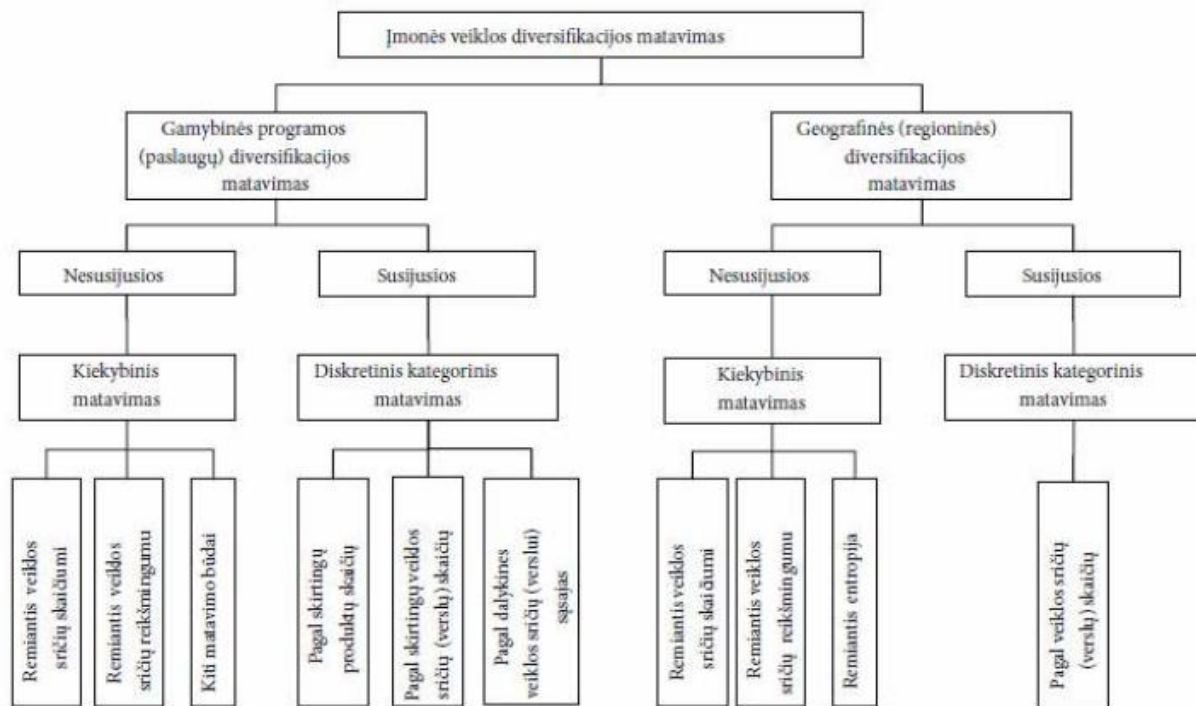 Įmonės veiklos diversifikacijos matavimas
Gamybinės programos
(paslaugų) diversifikacijos
matavimas
Geografinės (regioninės)
diversifikacijos
matavimas
Nesusijusios
Susijusios
Nesusijusios
Susijusios
Kiekybinis
matavimas
Diskretinis kategorinis
matavimas
Kiekybinis
matavimas
Diskretinis kategorinis
matavimas
Remiantis veiklos
sričių skaičiumi
Remiantis veiklos
sričių reikšmingumu
Kiti matavimo būdai
Pagal skirtingų
produktų skaičių
Pagal skirtingų veiklos
sričių (verslų) skaičių
Pagal dalykines
veiklos sričių (verslui)
sąsajas
Remiantis veiklos
sričių skaičiumi
Remiantis veiklos
sričių reikšmingumu
Remiantis entropija
Pagal veiklos sričių
(verslų) skaičių